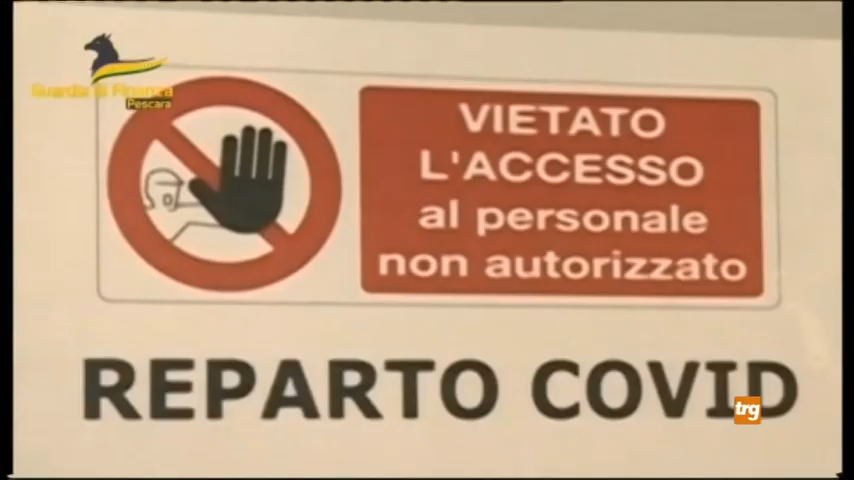 Guardia di Finanza
Pescara
VIETATO
L'ACCESSO
al personale
non autorizzato
REPARTO COVID
trg